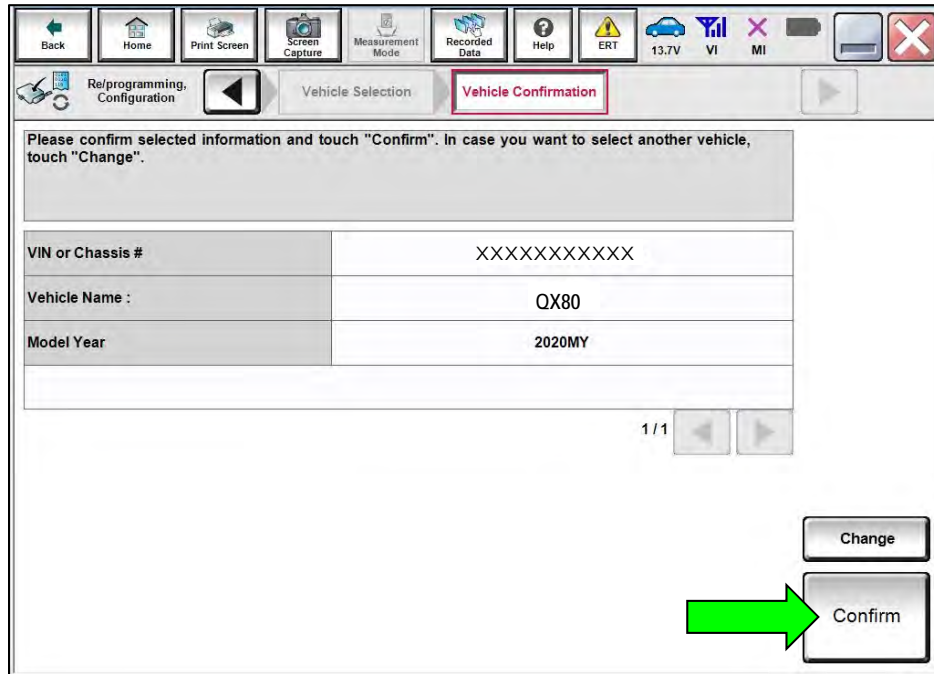 Back
Home
Print Screen
Screen
Capture
Measurement
Mode
Recorded
Data
Help
ERT
13.7V
VI
MI
Re/programming,
Configuration
Vehicle Selection
Vehicle Confirmation
Please confirm selected information and touch "Confirm". In case you want to select another vehicle,
touch "Change".
VIN or Chassis # XXXXXXXXXXX
Vehicle Name : QX80
Model Year 2020MY
1/1
Change
Confirm